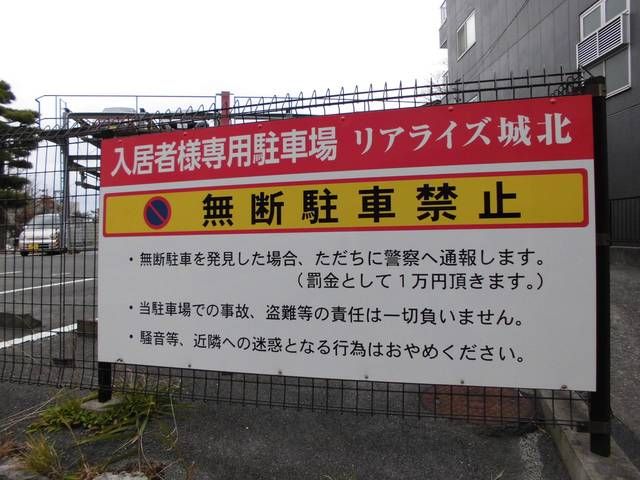 入居者様専用駐車場 リアライズ城北
無断駐車禁止
・無断駐車を発見した場合、ただちに警察へ通報します。
（罰金として1万円頂きます。）
・当駐車場での事故、盗難等の責任は一切負いません。
・騒音等、近隣への迷惑となる行為はおやめください。